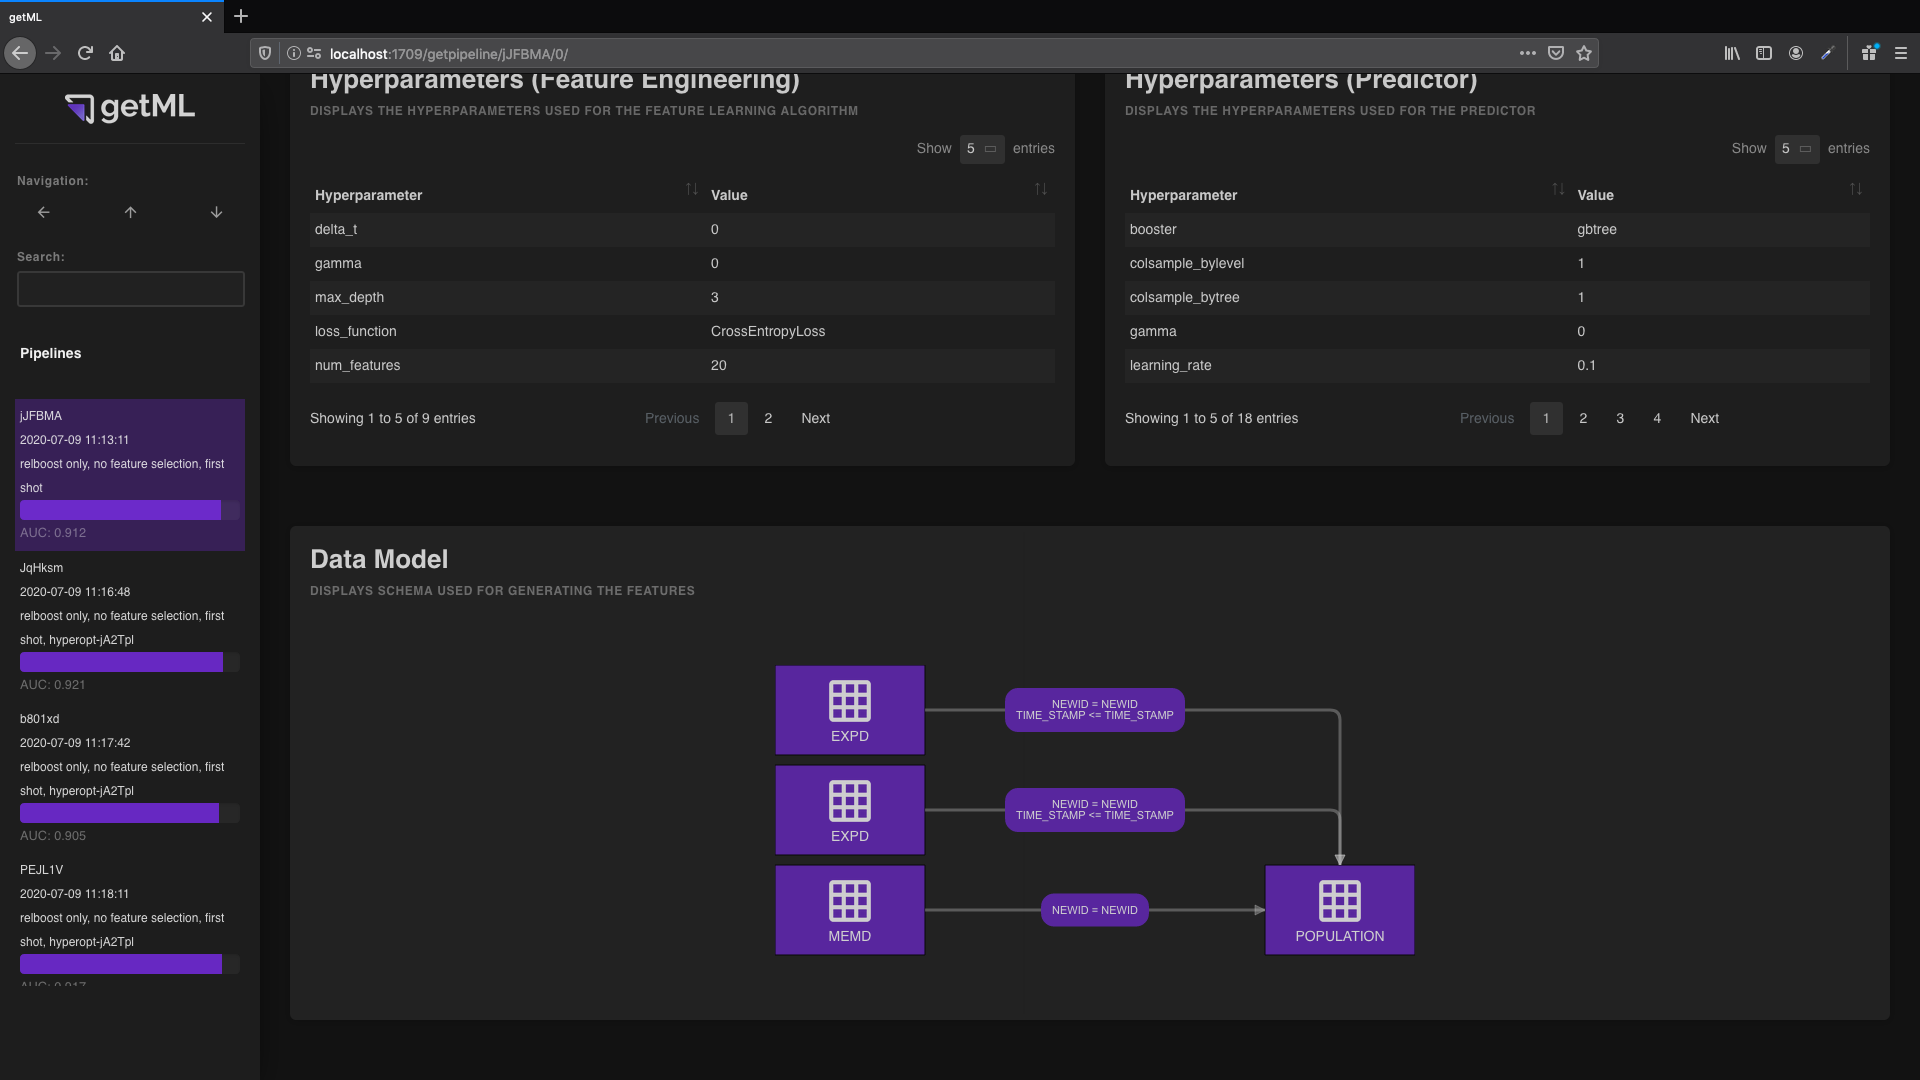 getML
localhost:1709/getpipeline/jJFBMA/0/
getML
Navigation:
Search:
Pipelines
jJFBMA
2020-07-09 11:13:11
relboost only, no feature selection, first
shot
AUC: 0.912
JqHksm
2020-07-09 11:16:48
relboost only, no feature selection, first
shot, hyperopt-jA2Tpl
AUC: 0.921
b801xd
2020-07-09 11:17:42
relboost only, no feature selection, first
shot, hyperopt-jA2Tpl
AUC: 0.905
PEJL1V
2020-07-09 11:18:11
relboost only, no feature selection, first
shot, hyperopt-jA2Tpl
AUC: 0.917
Hyperparameters (Feature Engineering)
DISPLAYS THE HYPERPARAMETERS USED FOR THE FEATURE LEARNING ALGORITHM
Show 5 entries
Hyperparameter Value
delta_t 0
gamma 0
max_depth 3
loss_function CrossEntropyLoss
num_features 20
Showing 1 to 5 of 9 entries Previous 1 2 Next
Hyperparameters (Predictor)
DISPLAYS THE HYPERPARAMETERS USED FOR THE PREDICTOR
Show 5 entries
Hyperparameter Value
booster gbtree
colsample_bylevel 1
colsample_bytree 1
gamma 0
learning_rate 0.1
Showing 1 to 5 of 18 entries Previous 1 2 3 4 Next
Data Model
DISPLAYS SCHEMA USED FOR GENERATING THE FEATURES
EXPD
NEWID = NEWID
TIME_STAMP <= TIME_STAMP
EXPD
NEWID = NEWID
TIME_STAMP <= TIME_STAMP
MEMD
NEWID = NEWID
POPULATION